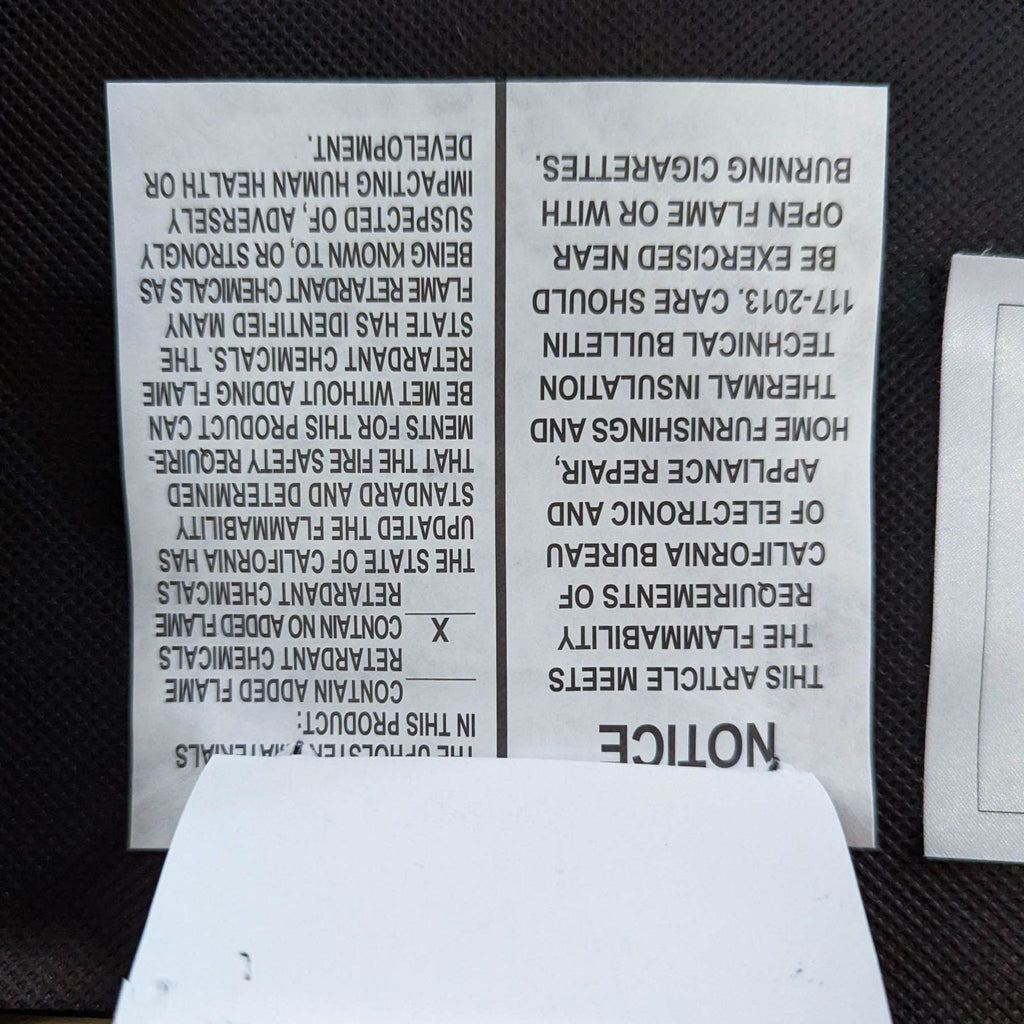 NOTICE
THIS ARTICLE MEETS
THE FLAMMABILITY
REQUIREMENTS OF
CALIFORNIA BUREAU
OF ELECTRONIC AND
APPLIANCE REPAIR,
HOME FURNISHINGS AND
THERMAL INSULATION
TECHNICAL BULLETIN
117-2013. CARE SHOULD
BE EXERCISED NEAR
OPEN FLAME OR WITH
BURNING CIGARETTES.
THE UPHOLSTERY MATERIALS
IN THIS PRODUCT:
CONTAIN ADDED FLAME
RETARDANT CHEMICALS
X CONTAIN NO ADDED FLAME
RETARDANT CHEMICALS
THE STATE OF CALIFORNIA HAS
UPDATED THE FLAMMABILITY
STANDARD AND DETERMINED
THAT THE FIRE SAFETY REQUIRE-
MENTS FOR THIS PRODUCT CAN
BE MET WITHOUT ADDING FLAME
RETARDANT CHEMICALS. THE
STATE HAS IDENTIFIED MANY
FLAME RETARDANT CHEMICALS AS
BEING KNOWN TO, OR STRONGLY
SUSPECTED OF, ADVERSELY
IMPACTING HUMAN HEALTH OR
DEVELOPMENT.